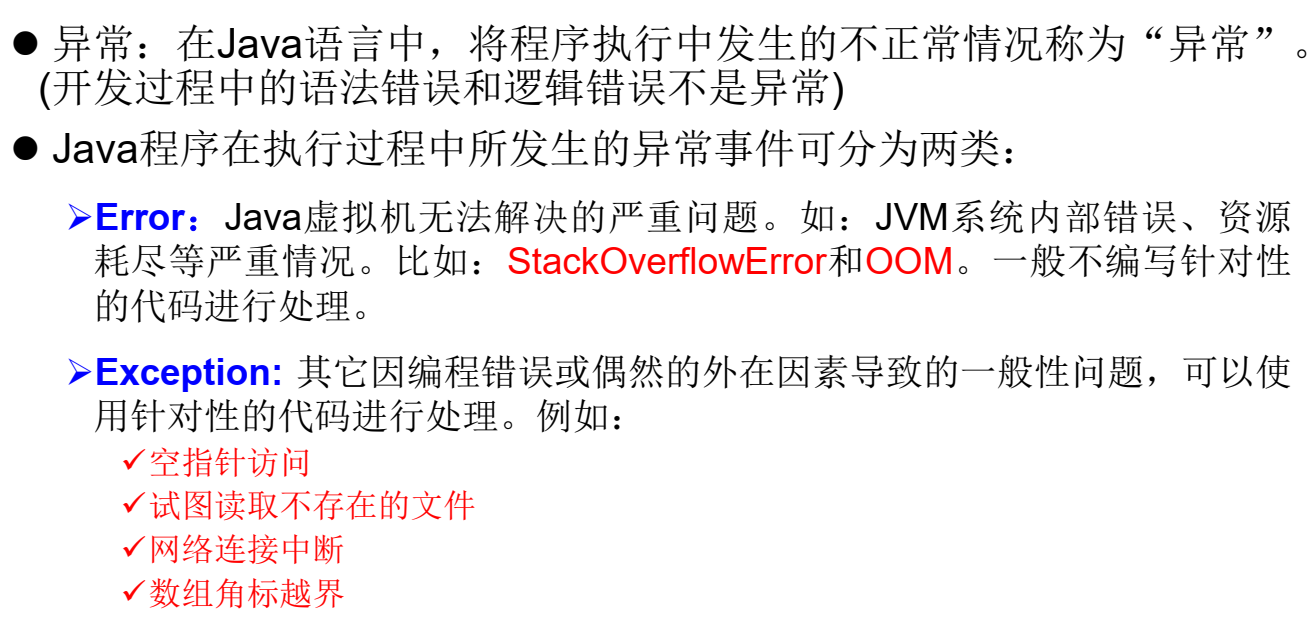 ● 异常：在Java语言中，将程序执行中发生的不正常情况称为“异常”。
(开发过程中的语法错误和逻辑错误不是异常)
● Java程序在执行过程中所发生的异常事件可分为两类：
➢Error：Java虚拟机无法解决的严重问题。如：JVM系统内部错误、资源
耗尽等严重情况。比如：StackOverflowError和OOM。一般不编写针对性
的代码进行处理。
➢Exception: 其它因编程错误或偶然的外在因素导致的一般性问题，可以使
用针对性的代码进行处理。例如：
✓空指针访问
✓试图读取不存在的文件
✓网络连接中断
✓数组角标越界